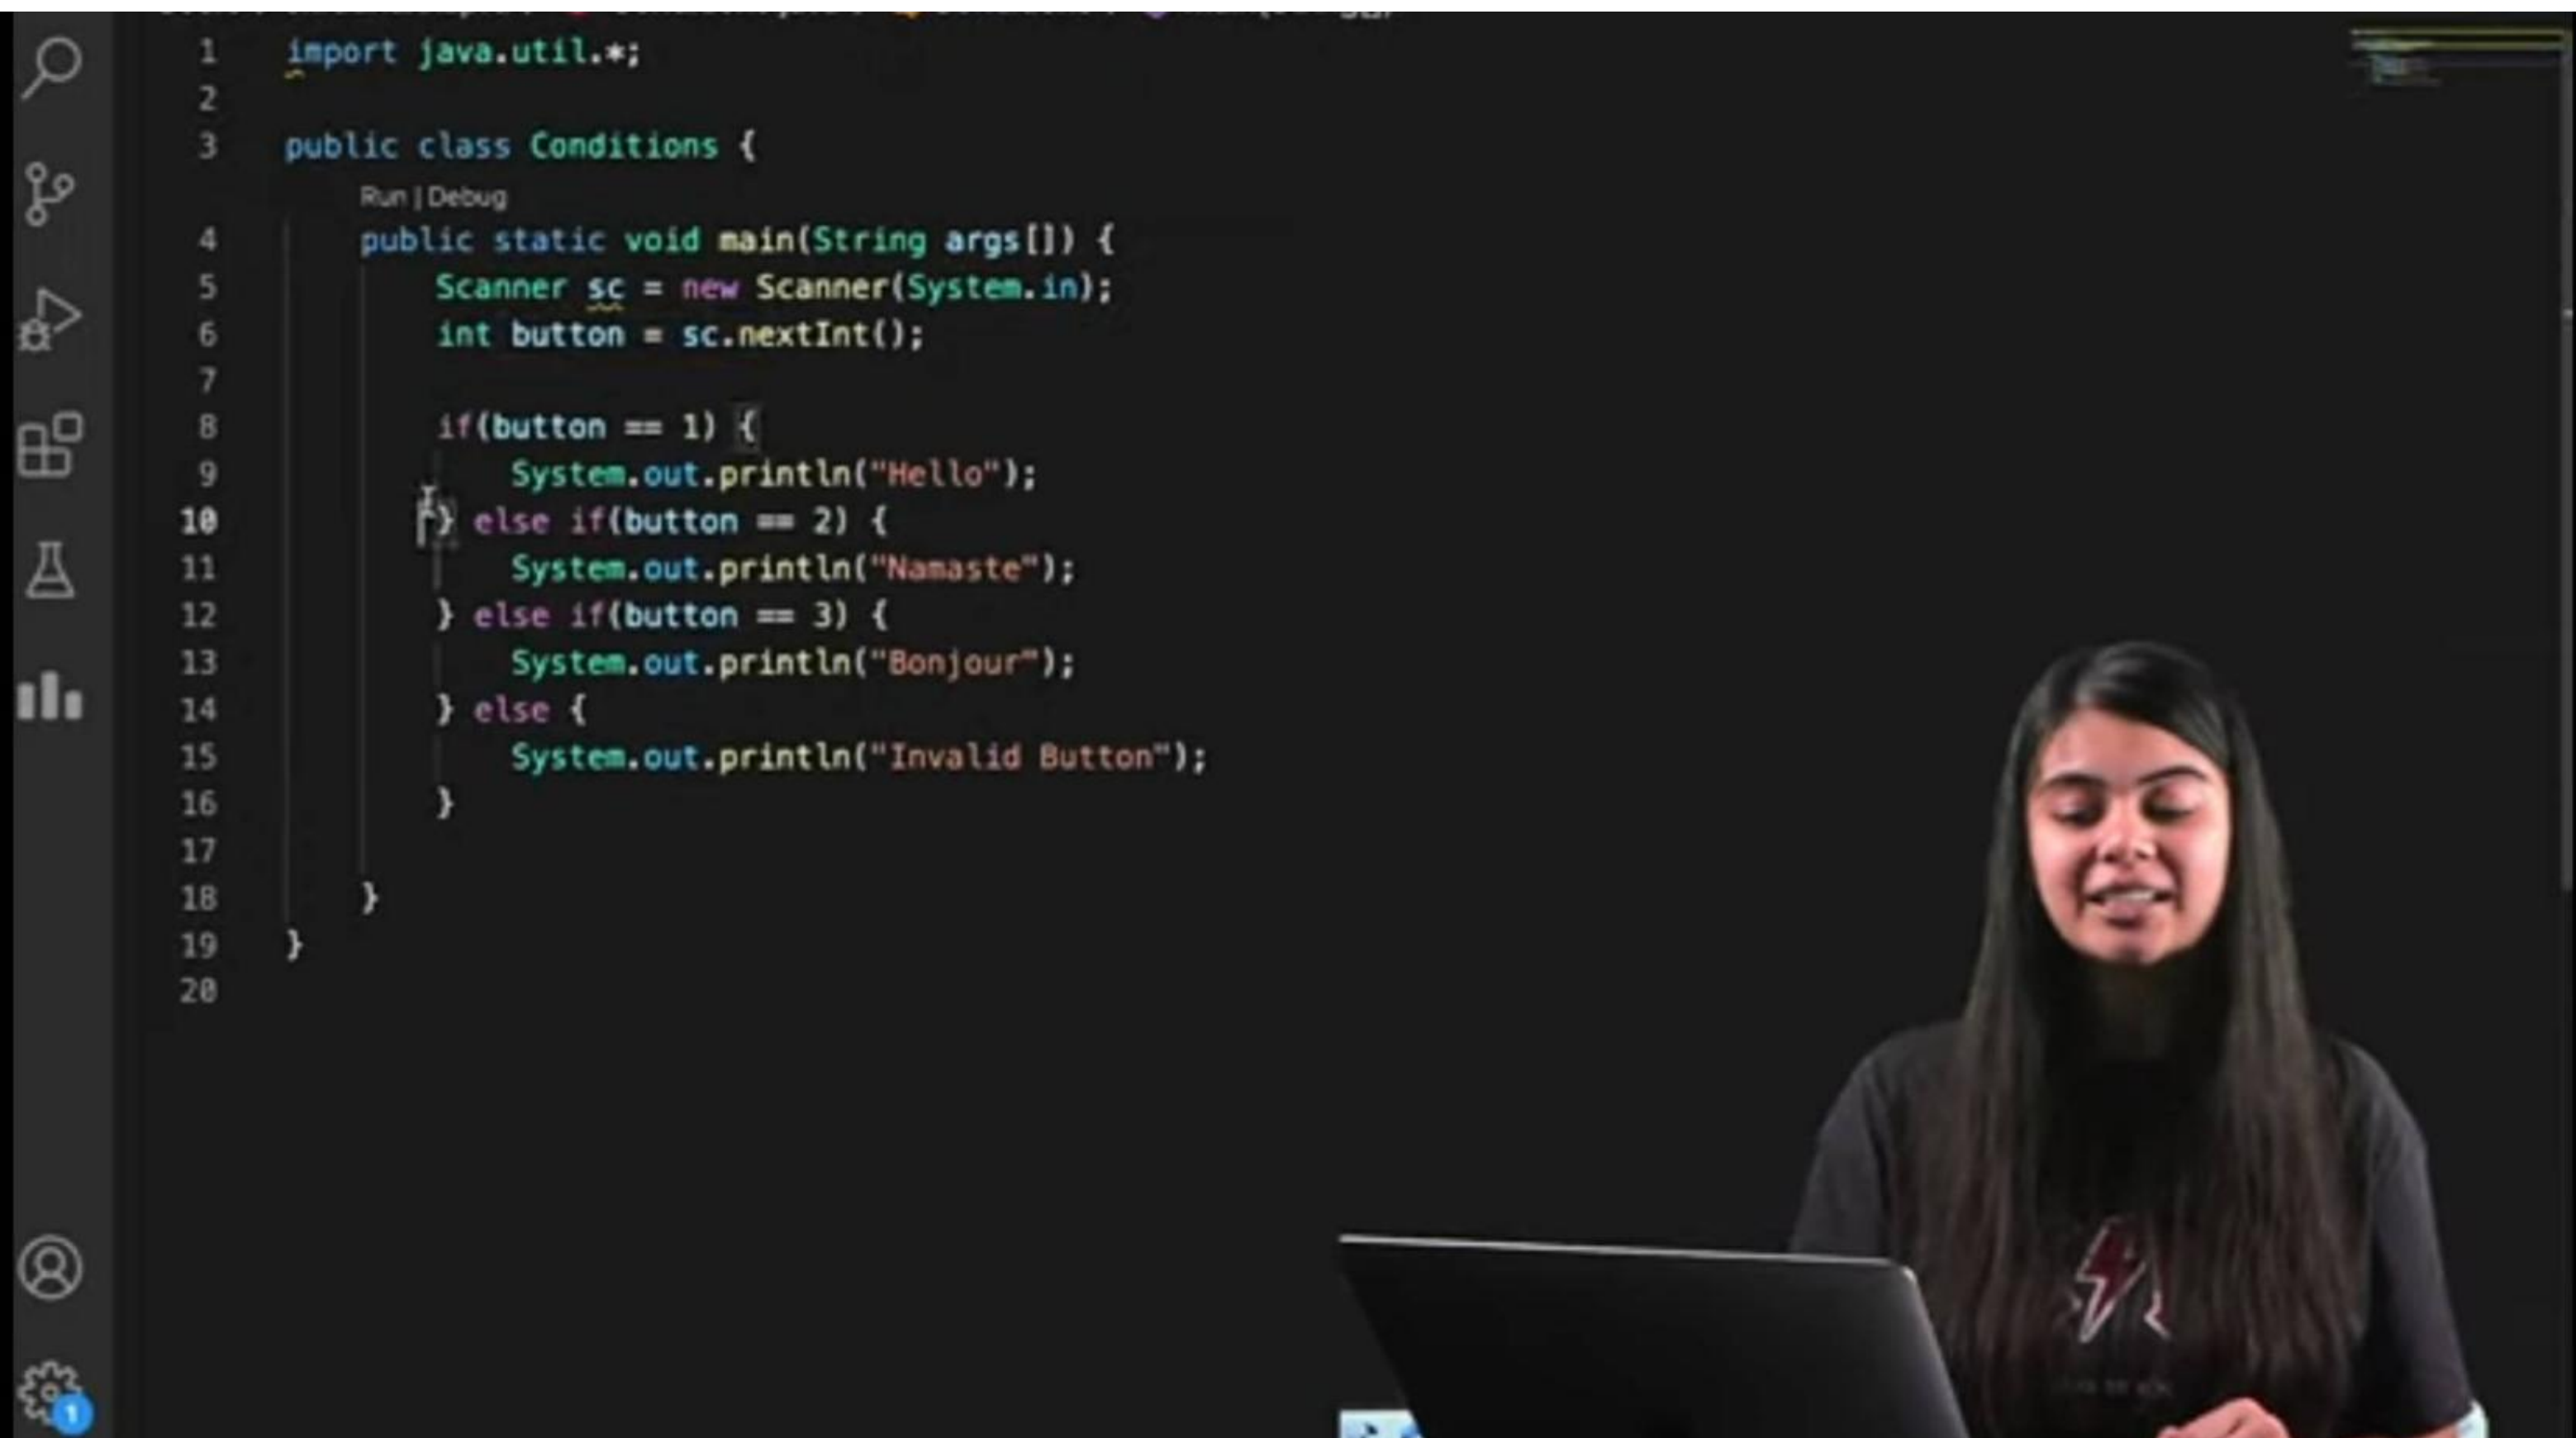 1 import java.util.*;
2
3 public class Conditions {
Run | Debug
4 public static void main(String args[]) {
5 Scanner sc = new Scanner(System.in);
6 int button = sc.nextInt();
7
8 if(button == 1) {
9 System.out.println("Hello");
10 } else if(button == 2) {
11 System.out.println("Namaste");
12 } else if(button == 3) {
13 System.out.println("Bonjour");
14 } else {
15 System.out.println("Invalid Button");
16 }
17
18 }
19 }
20
1